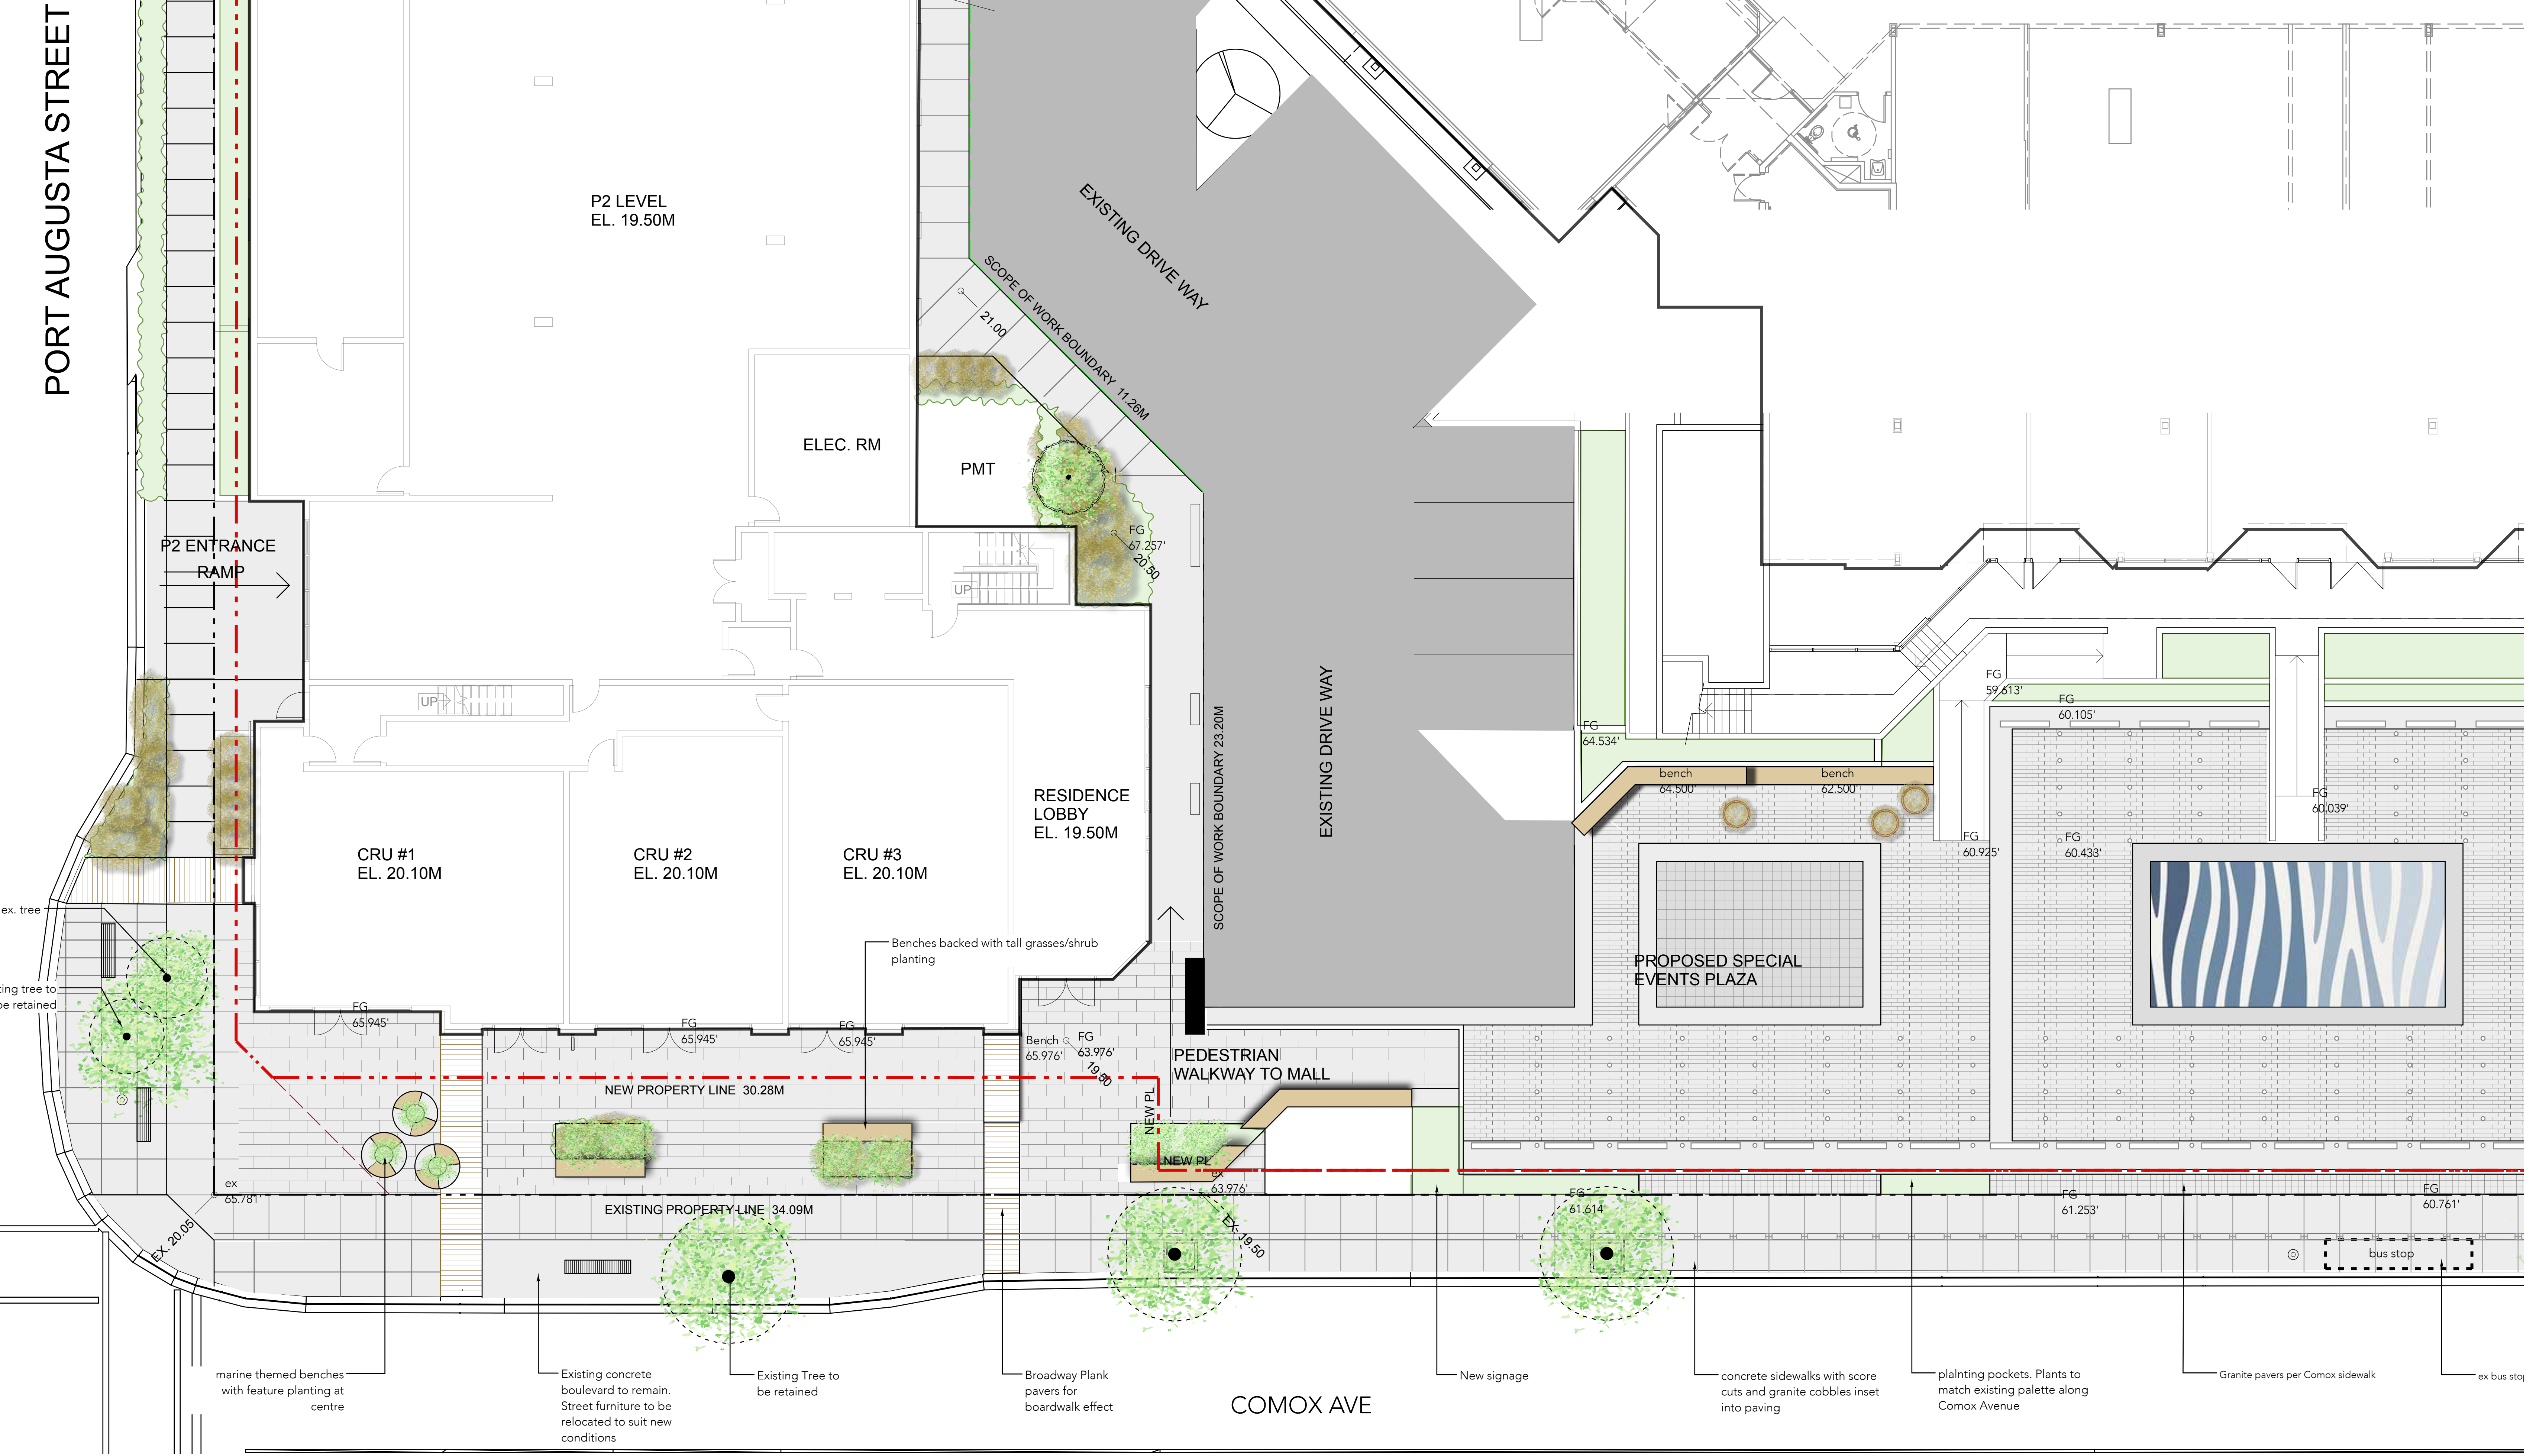 PORT AUGUSTA STREET
P2 LEVEL
EL. 19.50M
EXISTING DRIVE WAY
SCOPE OF WORK BOUNDARY 11.26M
21.00
ELEC. RM
PMT
P2 ENTRANCE
RAMP
FG
67.257'
20.50
UP
UP
EXISTING DRIVE WAY
SCOPE OF WORK BOUNDARY 23.20M
RESIDENCE
LOBBY
EL. 19.50M
CRU #1
EL. 20.10M
CRU #2
EL. 20.10M
CRU #3
EL. 20.10M
FG
59.613'
FG
60.105'
FG
64.534'
bench
64.500'
bench
62.500'
FG
60.039'
FG
60.925'
FG
60.433'
PROPOSED SPECIAL
EVENTS PLAZA
ex. tree
ting tree to
be retained
Benches backed with tall grasses/shrub
planting
FG
65.945'
FG
65.945'
FG
65.945'
Bench
65.976'
FG
63.976'
19.50
PEDESTRIAN
WALKWAY TO MALL
NEW PROPERTY LINE 30.28M
NEW PL
NEW PL
ex
63.976'
ex
65.781'
EXISTING PROPERTY LINE 34.09M
EX. 20.05
EX. 19.50
FG
61.614'
FG
61.253'
FG
60.761'
bus stop
marine themed benches
with feature planting at
centre
Existing concrete
boulevard to remain.
Street furniture to be
relocated to suit new
conditions
Existing Tree to
be retained
Broadway Plank
pavers for
boardwalk effect
COMOX AVE
New signage
concrete sidewalks with score
cuts and granite cobbles inset
into paving
plalnting pockets. Plants to
match existing palette along
Comox Avenue
Granite pavers per Comox sidewalk
ex bus stop